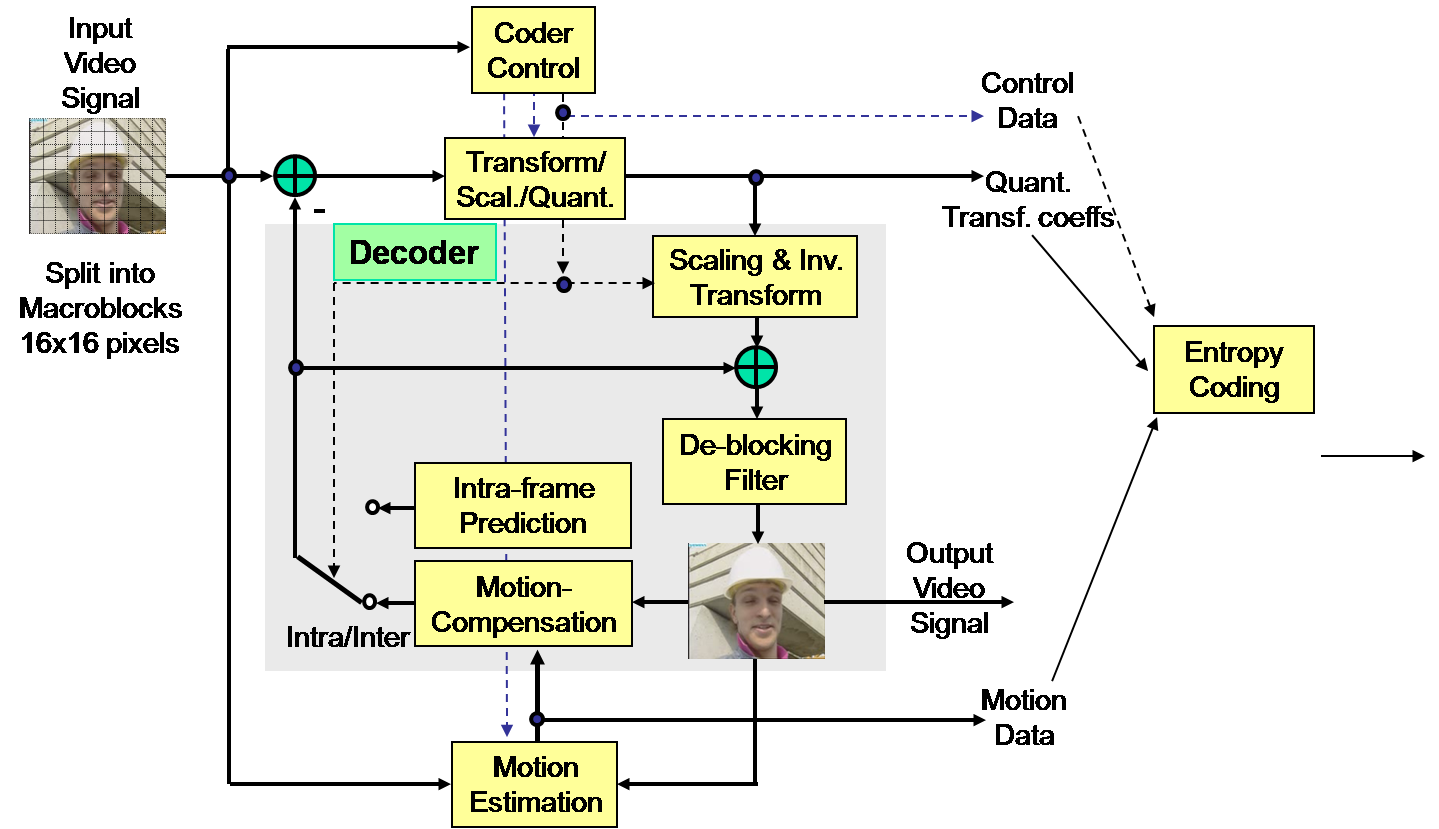 Input
Video
Signal
Coder
Control
Control
Data
Transform/
Scal./Quant.
Quant.
Transf. coeffs
-
Decoder
Scaling & Inv.
Transform
Split into
Macroblocks
16x16 pixels
Entropy
Coding
De-blocking
Filter
Intra-frame
Prediction
Motion-
Compensation
Intra/Inter
Output
Video
Signal
Motion
Data
Motion
Estimation